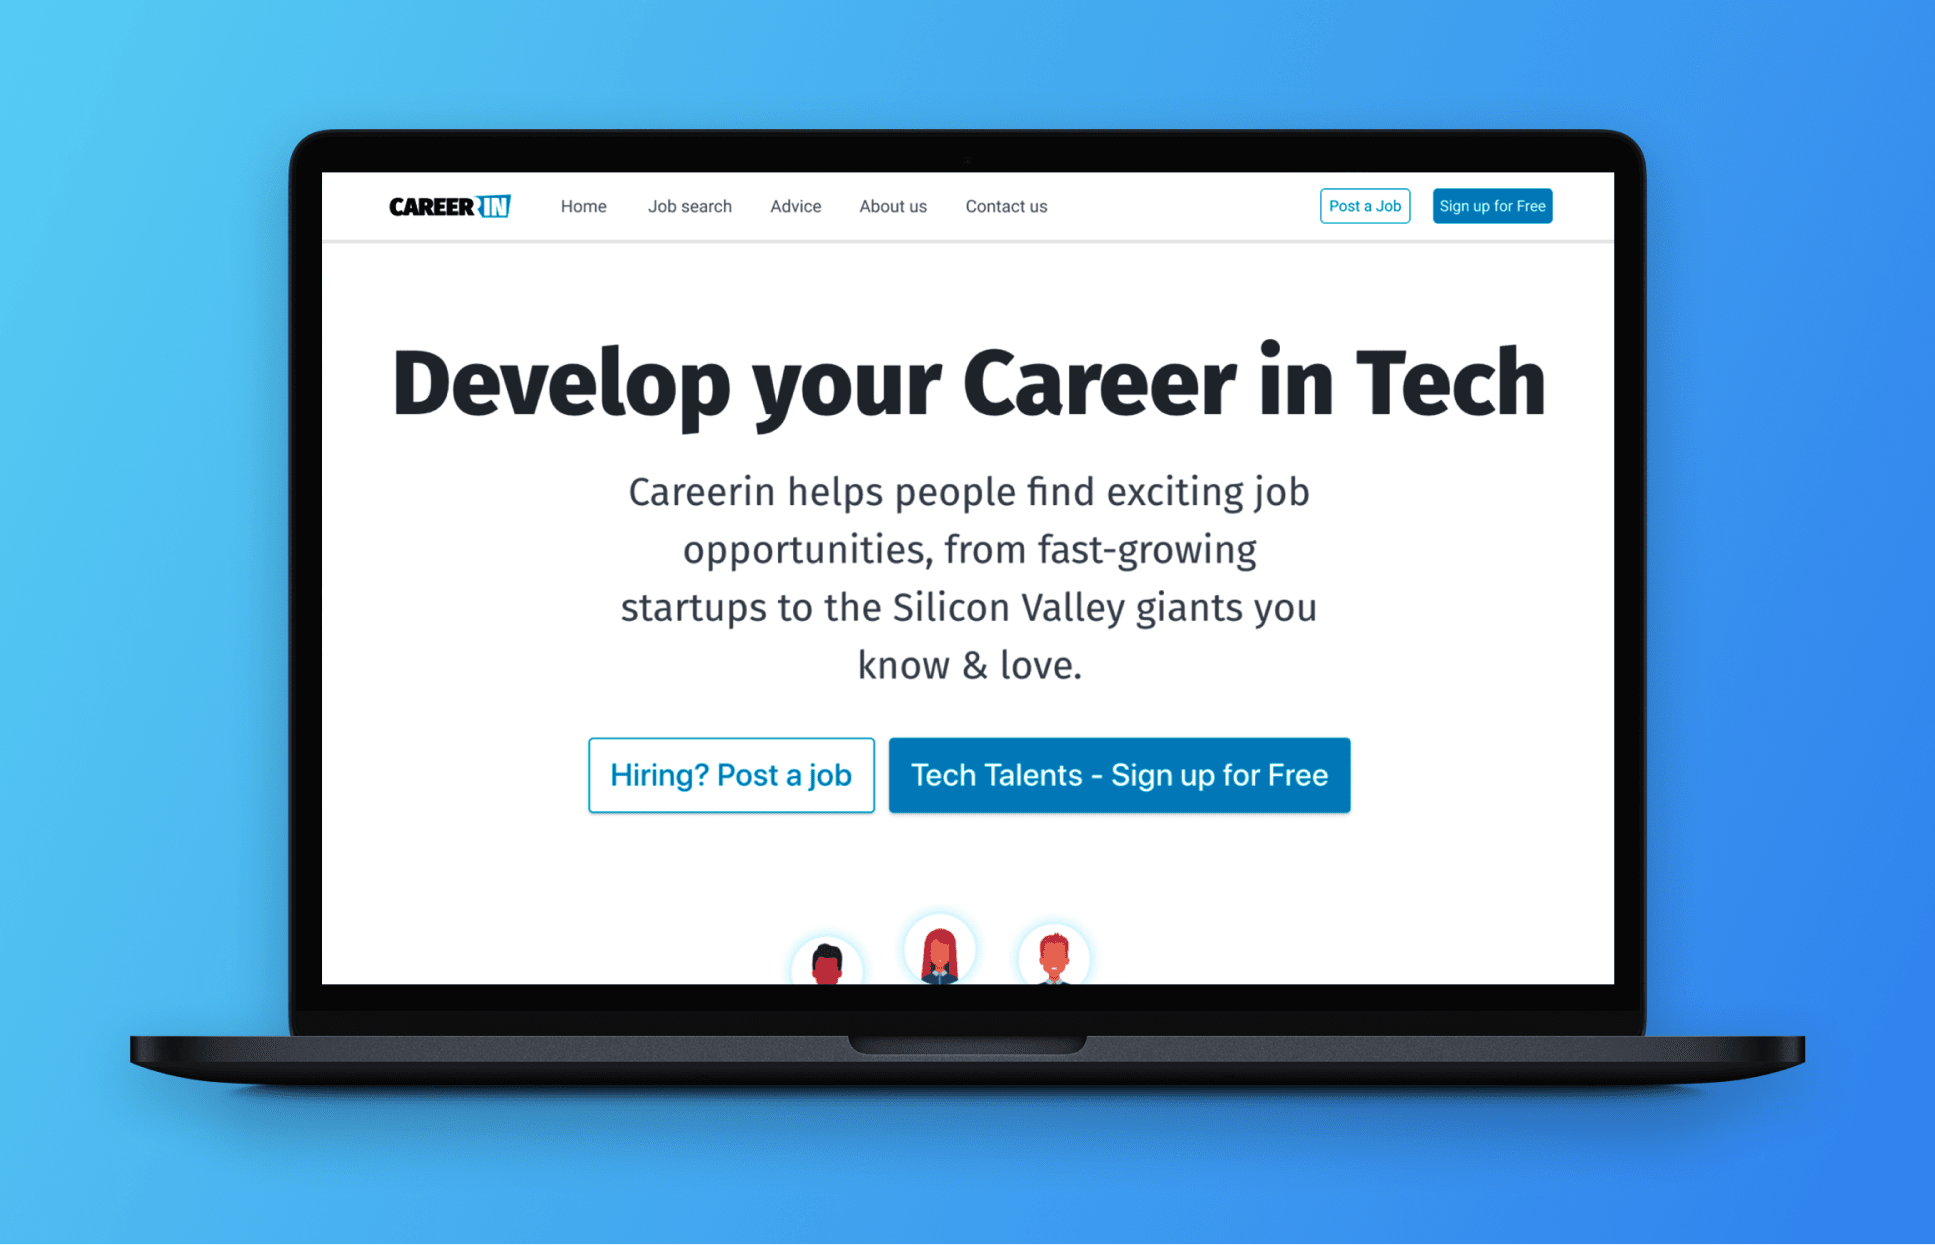 CAREER IN
Home
Job search
Advice
About us
Contact us
Post a Job
Sign up for Free
Develop your Career in Tech
Careerin helps people find exciting job
opportunities, from fast-growing
startups to the Silicon Valley giants you
know & love.
Hiring? Post a job
Tech Talents - Sign up for Free